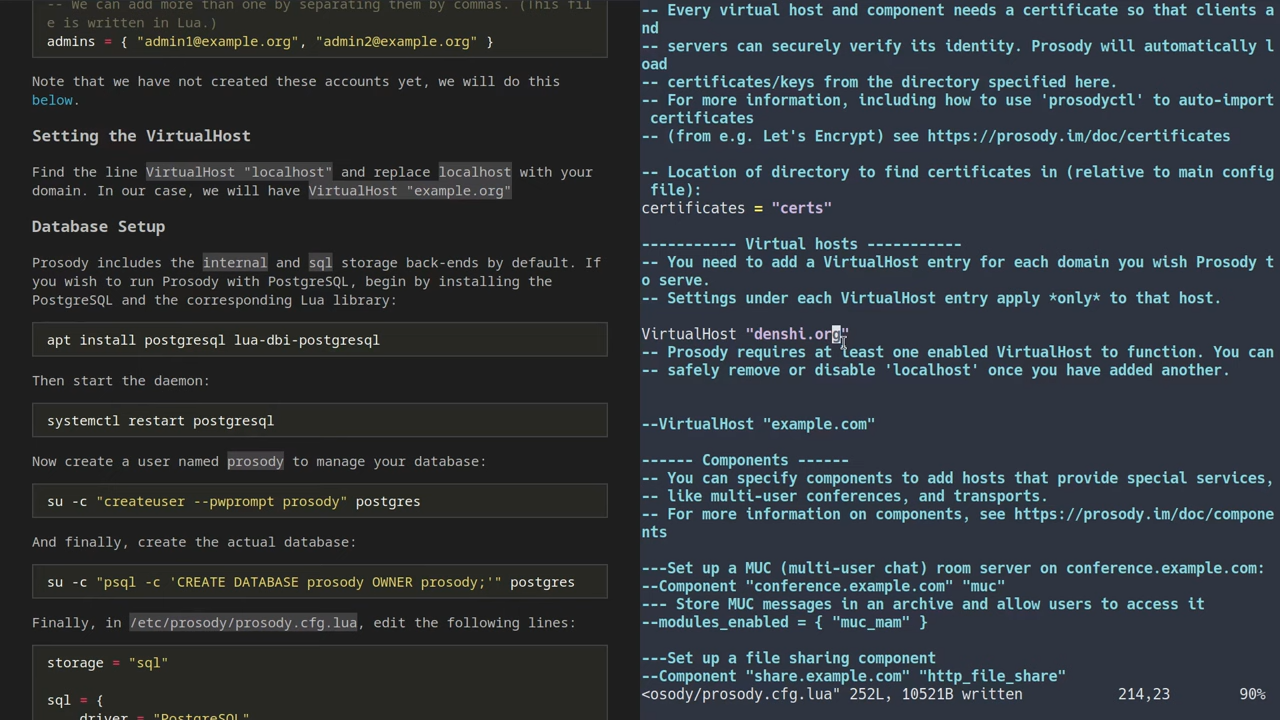 -- We can add more than one by separating them by commas. (This fil
e is written in Lua.)
admins = { "admin1@example.org", "admin2@example.org" }
Note that we have not created these accounts yet, we will do this
below.
Setting the VirtualHost
Find the line VirtualHost "localhost" and replace localhost with your
domain. In our case, we will have VirtualHost "example.org"
Database Setup
Prosody includes the internal and sql storage back-ends by default. If
you wish to run Prosody with PostgreSQL, begin by installing the
PostgreSQL and the corresponding Lua library:
apt install postgresql lua-dbi-postgresql
Then start the daemon:
systemctl restart postgresql
Now create a user named prosody to manage your database:
su -c "createuser --pwprompt prosody" postgres
And finally, create the actual database:
su -c "psql -c 'CREATE DATABASE prosody OWNER prosody;'" postgres
Finally, in /etc/prosody/prosody.cfg.lua, edit the following lines:
storage = "sql"
sql = {
driver = "PostgreSQL"
-- Every virtual host and component needs a certificate so that clients a
nd
-- servers can securely verify its identity. Prosody will automatically l
oad
-- certificates/keys from the directory specified here.
-- For more information, including how to use 'prosodyctl' to auto-import
 certificates
-- (from e.g. Let's Encrypt) see https://prosody.im/doc/certificates
-- Location of directory to find certificates in (relative to main config
 file):
certificates = "certs"
----------- Virtual hosts -----------
-- You need to add a VirtualHost entry for each domain you wish Prosody t
o serve.
-- Settings under each VirtualHost entry apply *only* to that host.
VirtualHost "denshi.org"
-- Prosody requires at least one enabled VirtualHost to function. You can
-- safely remove or disable 'localhost' once you have added another.
--VirtualHost "example.com"
------ Components ------
-- You can specify components to add hosts that provide special services,
-- like multi-user conferences, and transports.
-- For more information on components, see https://prosody.im/doc/compone
nts
---Set up a MUC (multi-user chat) room server on conference.example.com:
--Component "conference.example.com" "muc"
--- Store MUC messages in an archive and allow users to access it
--modules_enabled = { "muc_mam" }
---Set up a file sharing component
--Component "share.example.com" "http_file_share"
<osody/prosody.cfg.lua" 252L, 10521B written 214,23 90%